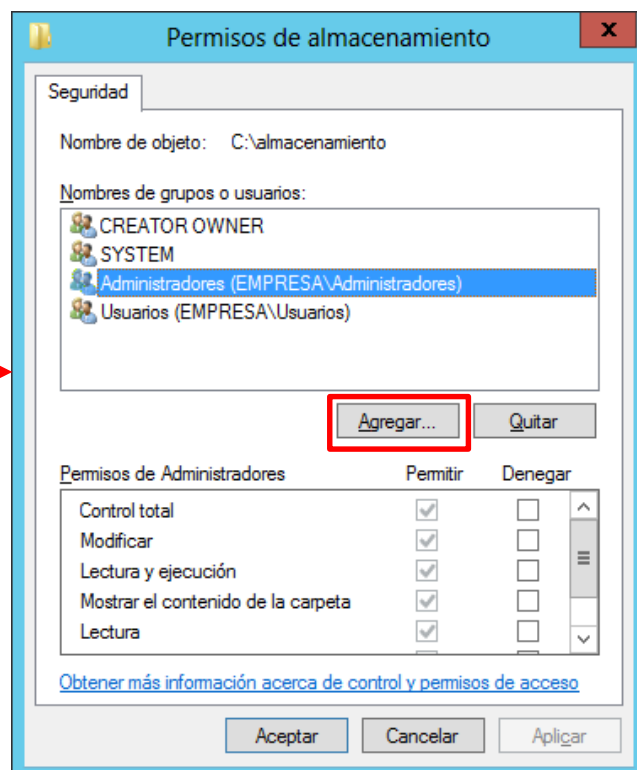 Permisos de almacenamiento
x
Seguridad
Nombre de objeto: C:\almacenamiento
Nombres de grupos o usuarios:
CREATOR OWNER
SYSTEM
Administradores (EMPRESA\Administradores)
Usuarios (EMPRESA\Usuarios)
Agregar... Quitar
Permisos de Administradores Permitir Denegar
Control total
Modificar
Lectura y ejecución
Mostrar el contenido de la carpeta
Lectura
Obtener más información acerca de control y permisos de acceso
Aceptar Cancelar Aplicar